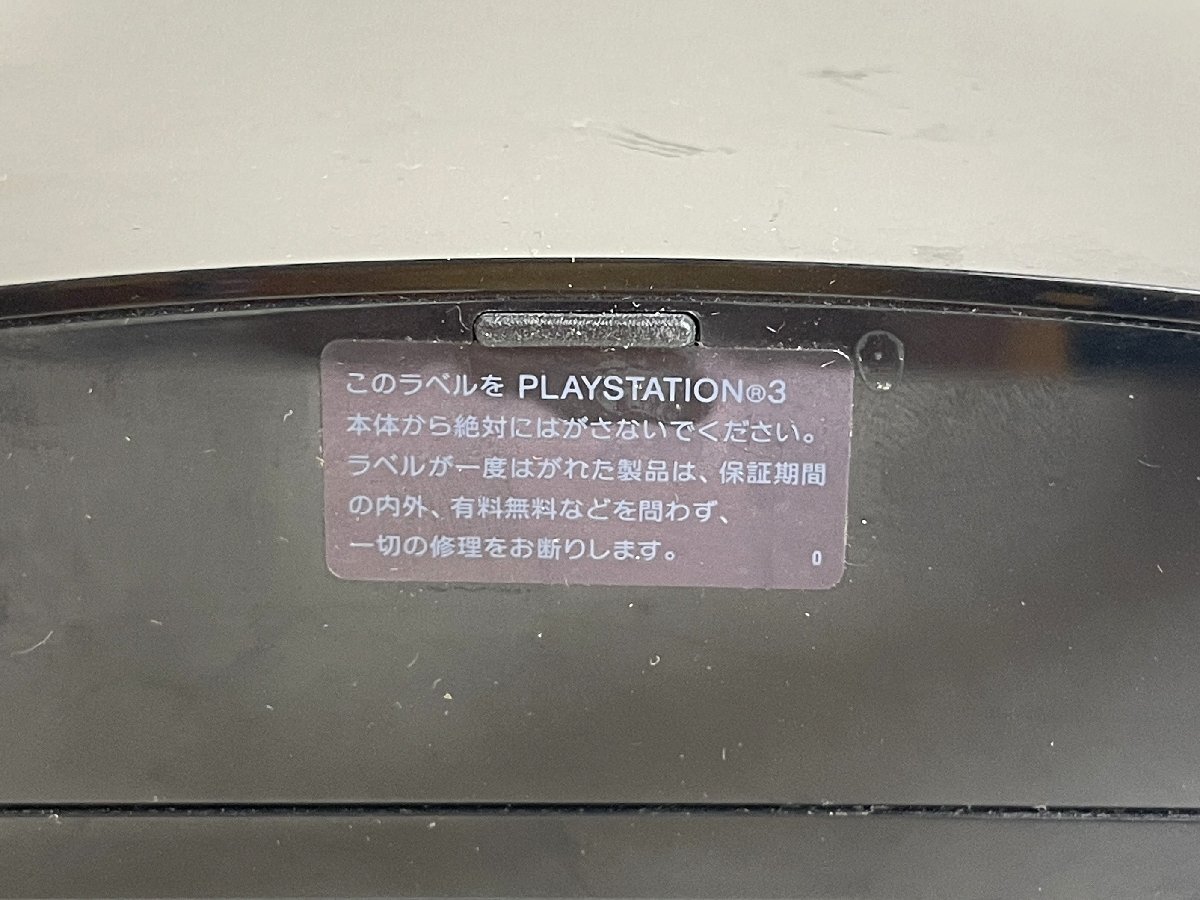 このラベルを PLAYSTATION®3
本体から絶対にはがさないでください。
ラベルが一度はがれた製品は、保証期間
の内外、有料無料などを問わず、
一切の修理をお断りします。
0